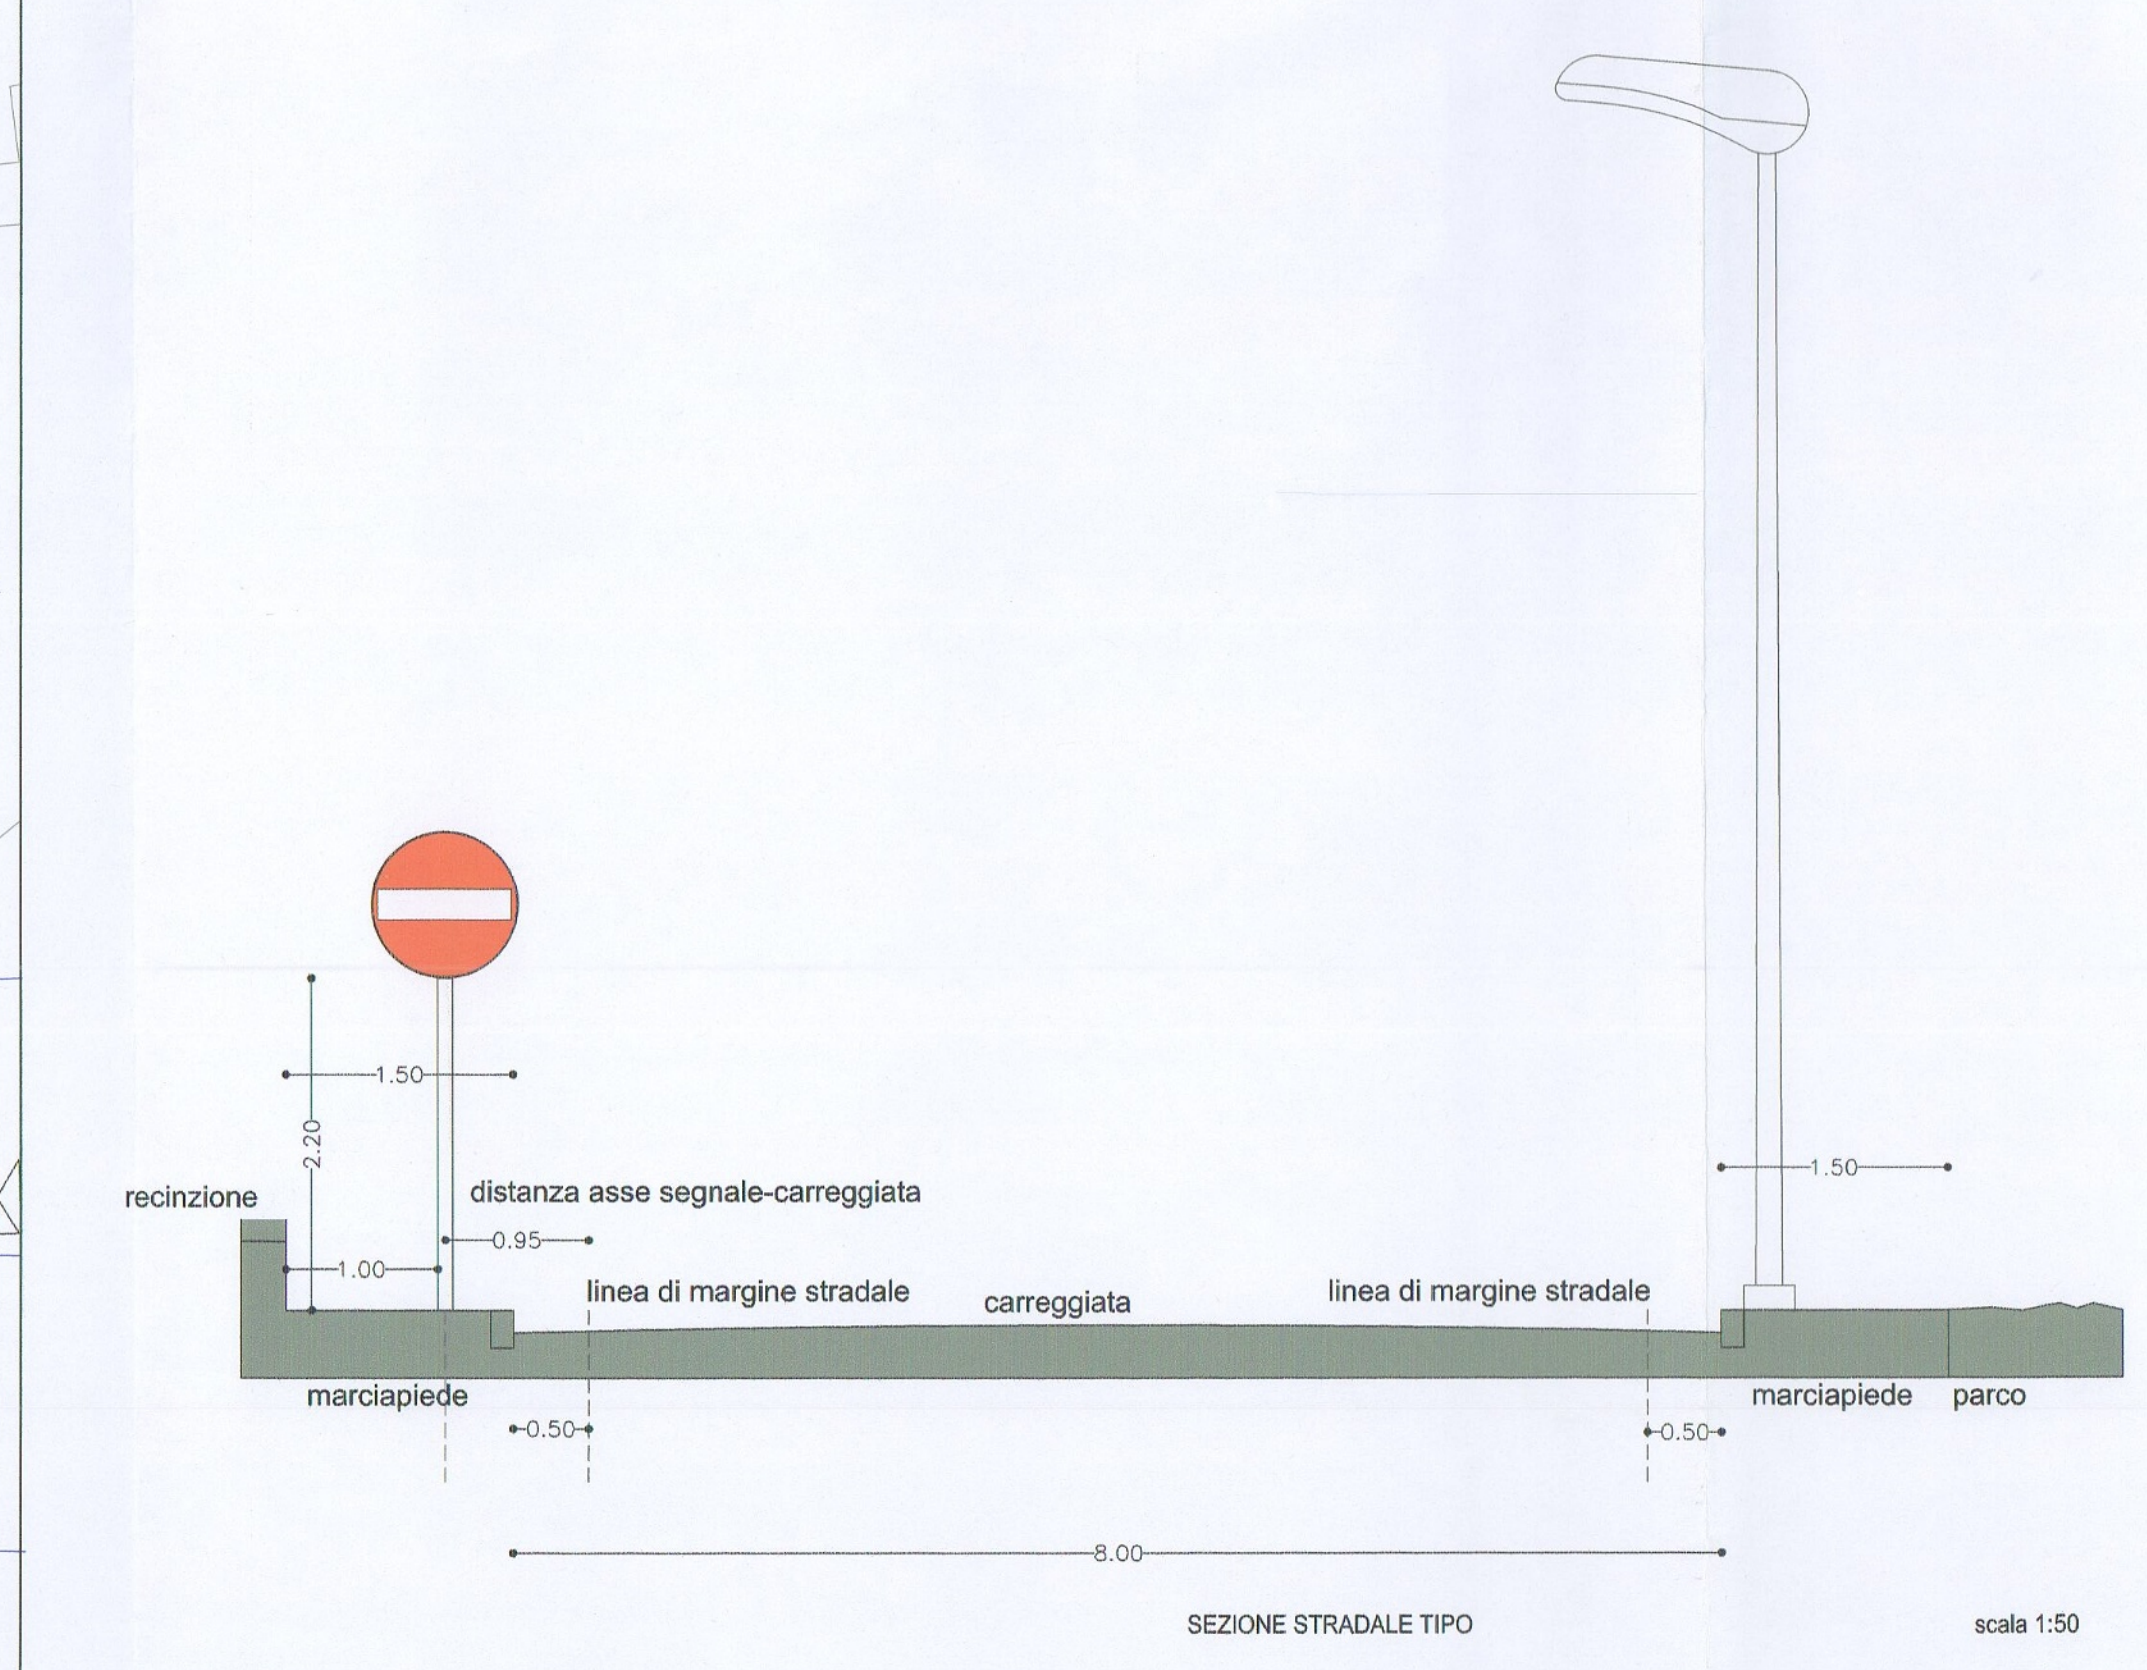 1.50
2.20
1.50
recinzione
distanza asse segnale-carreggiata
0.95
1.00
linea di margine stradale
carreggiata
linea di margine stradale
marciapiede
marciapiede
parco
0.50
0.50
8.00
SEZIONE STRADALE TIPO
scala 1:50